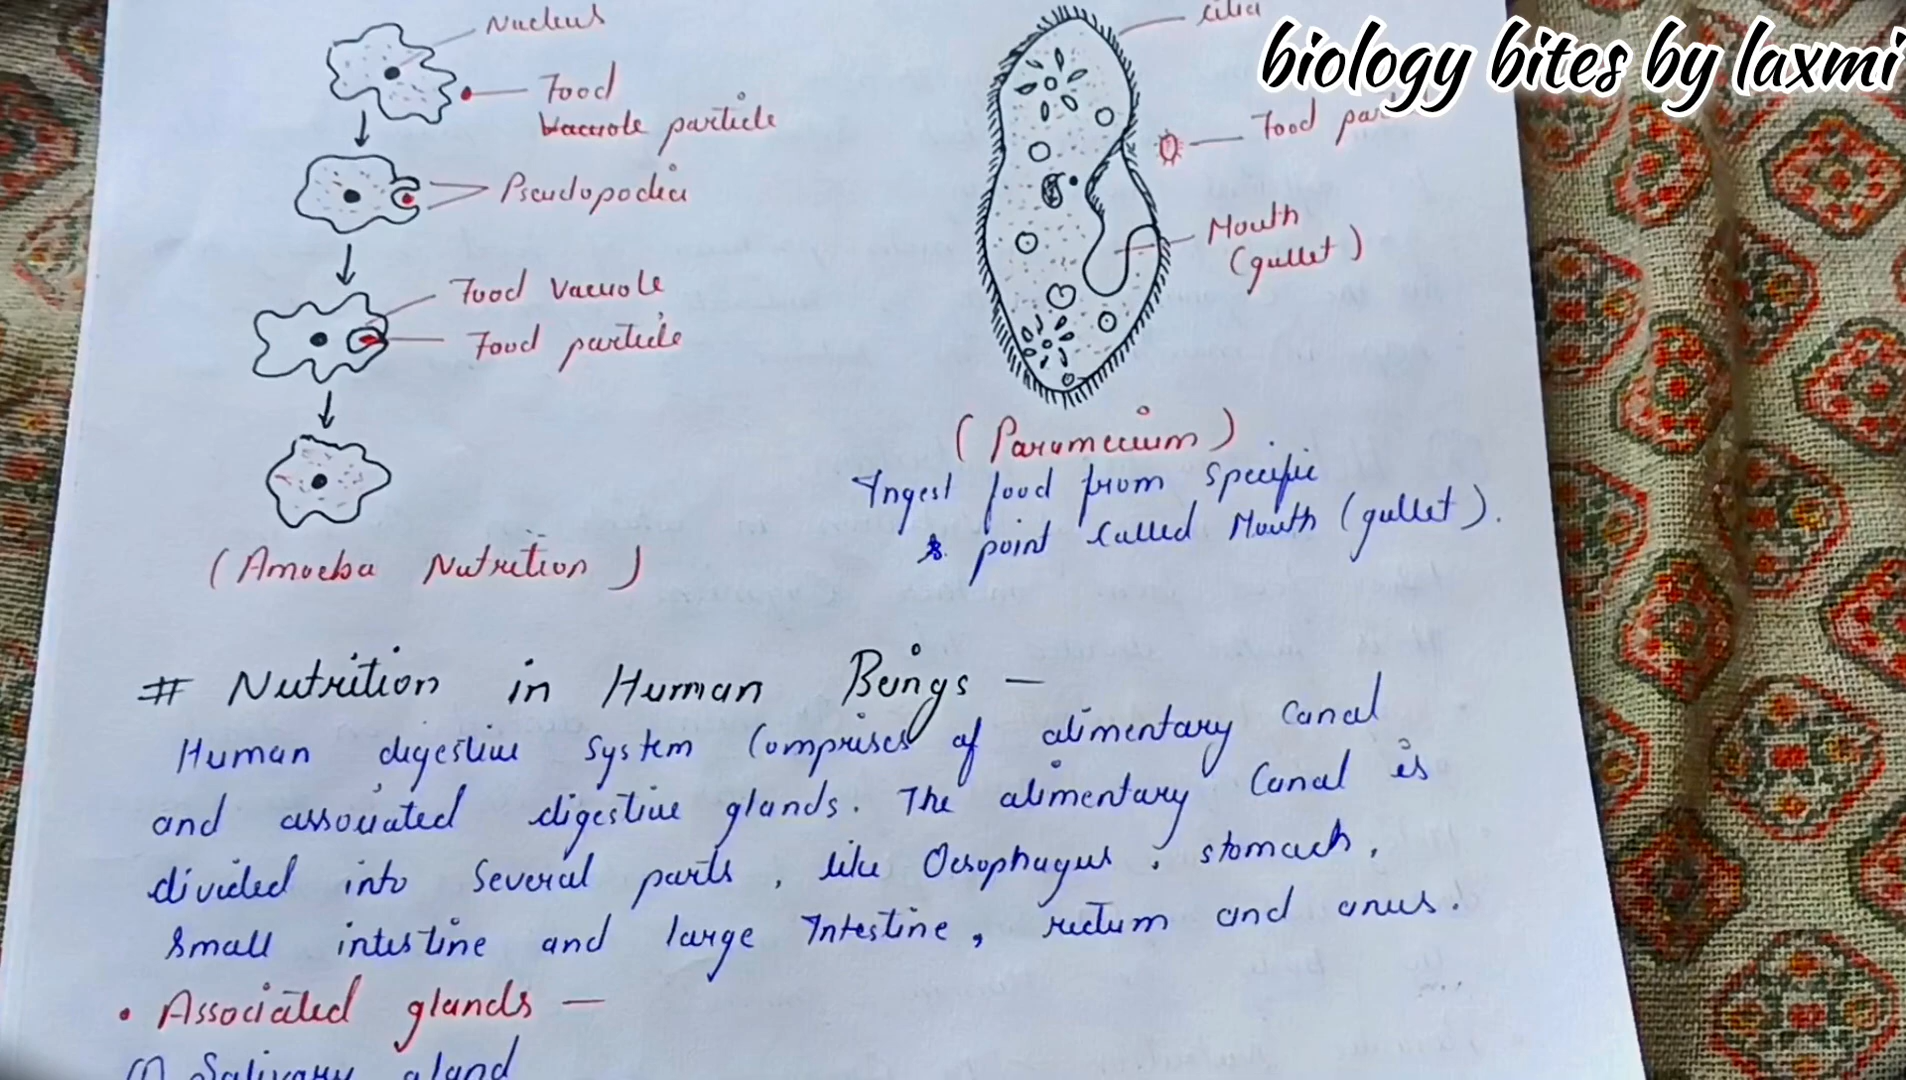 biology bites by laxmi
Nucleus
Food
Vacuole particle
Pseudopodia
Food Vacuole
Food particle
(Amoeba Nutrition)
cilia
Food
Mouth
(gullet)
(Paramecium)
Ingest food from specific
point called Mouth (gullet).
# Nutrition in Human Beings —
Human digestive system comprises of alimentary canal
and associated digestive glands. The alimentary canal is
divided into several parts, like Oesophagus, stomach,
small intestine and large Intestine, rectum and anus.
• Associated glands —
(1) Salivary gland